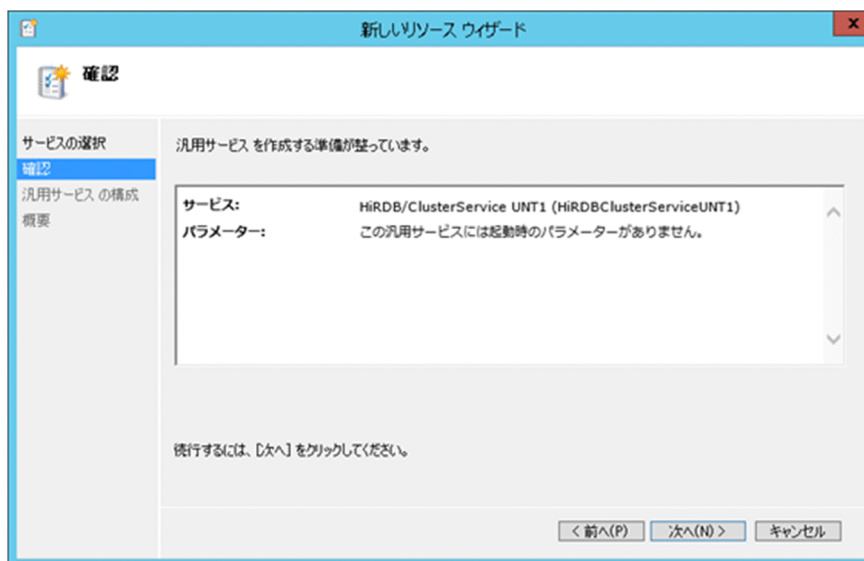 新しいリソース ウィザード
確認
サービスの選択
確認
汎用サービス の構成
概要
汎用サービス を作成する準備が整っています。
サービス: HiRDB/ClusterService UNT1 (HiRDBClusterServiceUNT1)
パラメーター: この汎用サービスには起動時のパラメーターがありません。
続行するには、[次へ] をクリックしてください。
< 前へ(P) 次へ(N) > キャンセル